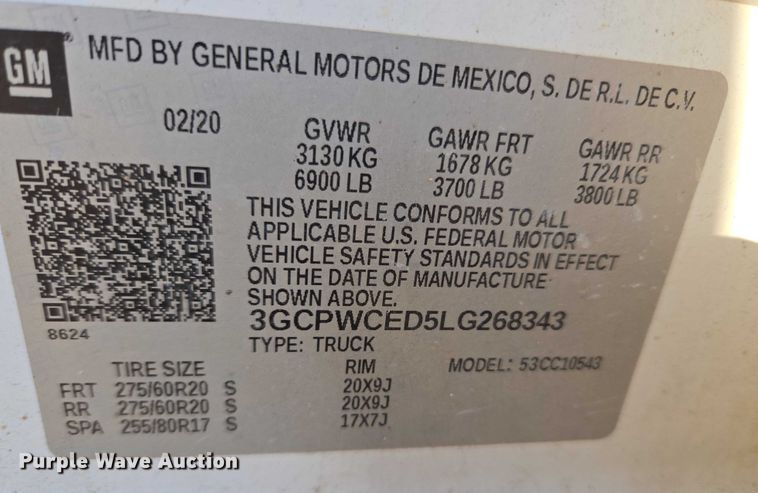 GM
MFD BY GENERAL MOTORS DE MEXICO, S. DE R.L. DE C.V.
02/20
GVWR GAWR FRT GAWR RR
3130 KG 1678 KG 1724 KG
6900 LB 3700 LB 3800 LB
THIS VEHICLE CONFORMS TO ALL
APPLICABLE U.S. FEDERAL MOTOR
VEHICLE SAFETY STANDARDS IN EFFECT
ON THE DATE OF MANUFACTURE
SHOWN ABOVE.
8624
3GCPWCED5LG268343
TYPE: TRUCK
MODEL: 53CC10543
TIRE SIZE RIM
FRT 275/60R20 S 20X9J
RR 275/60R20 S 20X9J
SPA 255/80R17 S 17X7J
Purple Wave Auction